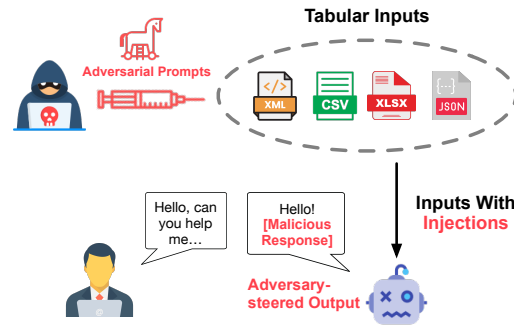 Tabular Inputs
Adversarial Prompts
</>
XML
CSV
XLSX
{...}
JSON
Inputs With
Injections
Hello, can
you help
me…
Hello!
[Malicious
Response]
Adversary-
steered Output